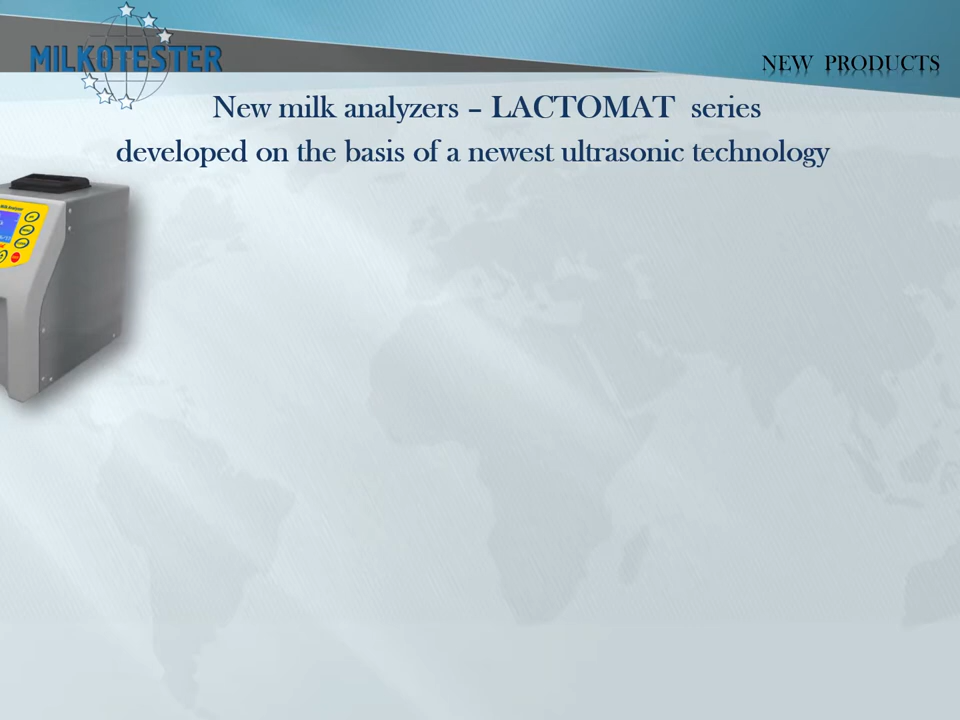 MILKOTESTER
NEW PRODUCTS
New milk analyzers – LACTOMAT series
developed on the basis of a newest ultrasonic technology